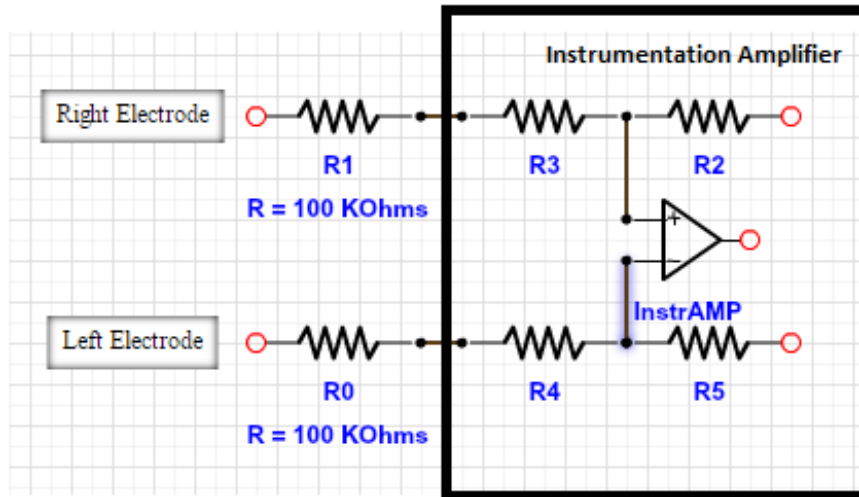 Instrumentation Amplifier
Right Electrode
R1
R3
R2
R = 100 KOhms
+
−
InstrAMP
Left Electrode
R0
R4
R5
R = 100 KOhms